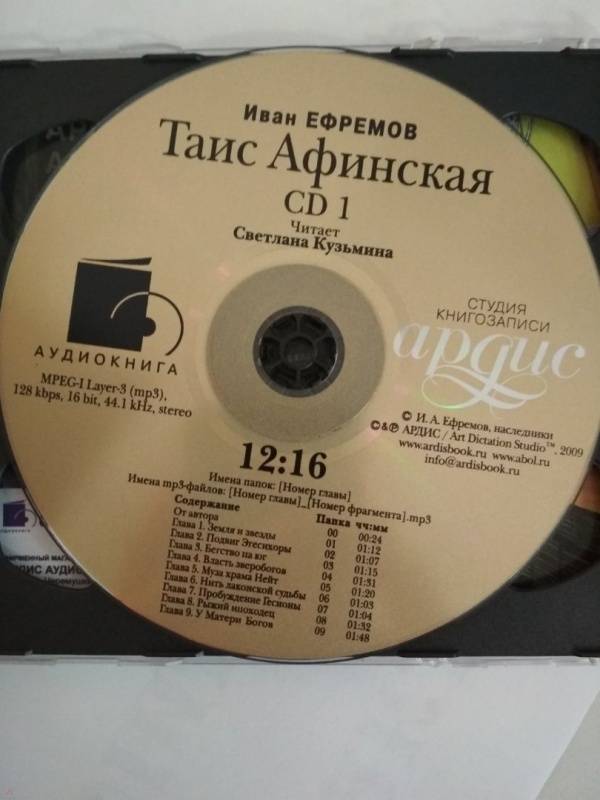 Иван ЕФРЕМОВ
Таис Афинская
CD 1
Читает
Светлана Кузьмина
АУДИОКНИГА
MPEG-I Layer-3 (mp3),
128 kbps, 16 bit, 44.1 kHz, stereo
СТУДИЯ
КНИГОЗАПИСИ
ардис
© И. А. Ефремов, наследники
©&℗ АРДИС / Art Dictation Studio™, 2009
www.ardisbook.ru www.abol.ru
info@ardisbook.ru
12:16
Имена папок: [Номер главы]
Имена mp3-файлов: [Номер главы]_[Номер фрагмента].mp3
Содержание Папка чч:мм
От автора 00 00:24
Глава 1. Земля и звезды 01 01:12
Глава 2. Подвиг Эгесихоры 02 01:07
Глава 3. Бегство на юг 03 01:15
Глава 4. Власть зверобогов 04 01:31
Глава 5. Муза храма Нейт 05 01:20
Глава 6. Нить лаконской судьбы 06 01:03
Глава 7. Пробуждение Гесионы 07 01:04
Глава 8. Рыжий иноходец 08 01:32
Глава 9. У Матери Богов 09 01:48